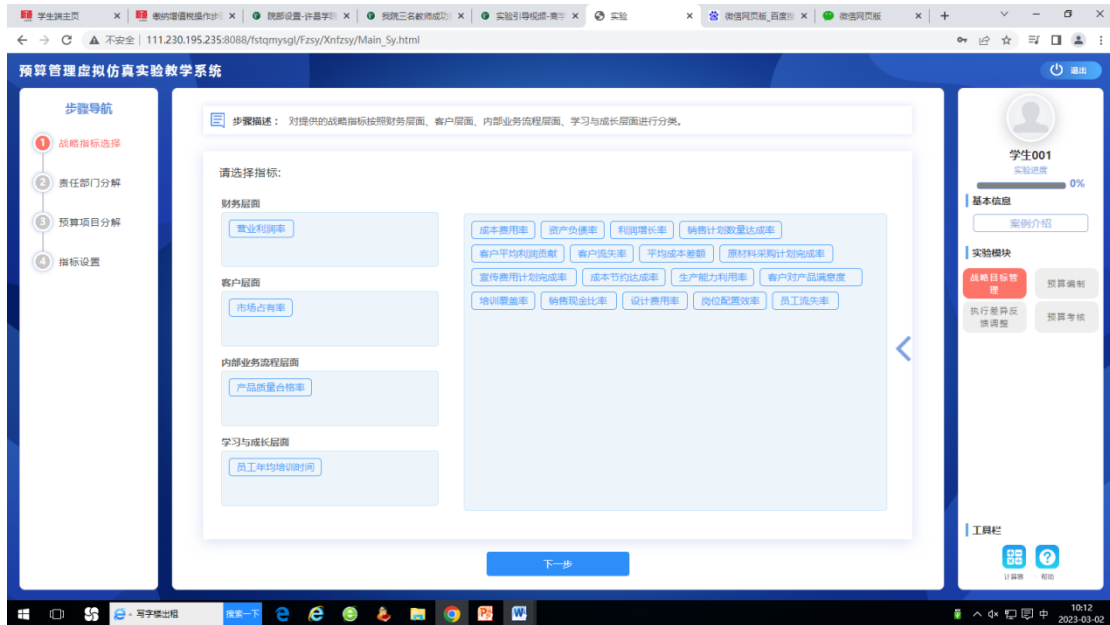 学生端主页
缴纳增值税操作步
院部设置-许昌学
我院三名教师成功
实验引导视频-商
实验
微信网页版_百度
微信网页版
不安全 | 111.230.195.235:8088/fstqmysgl/Fzsy/Xnfzsy/Main_Sy.html
预算管理虚拟仿真实验教学系统
退出
步骤导航
1 战略指标选择
2 责任部门分解
3 预算项目分解
4 指标设置
步骤描述： 对提供的战略指标按照财务层面、客户层面、内部业务流程层面、学习与成长层面进行分类。
请选择指标:
财务层面
营业利润率
客户层面
市场占有率
内部业务流程层面
产品质量合格率
学习与成长层面
员工年均培训时间
成本费用率 资产负债率 利润增长率 销售计划数量达成率
客户平均利润贡献 客户流失率 平均成本差额 原材料采购计划完成率
宣传费用计划完成率 成本节约达成率 生产能力利用率 客户对产品满意度
培训覆盖率 销售现金比率 设计费用率 岗位配置效率 员工流失率
下一步
学生001
实验进度
0%
基本信息
案例介绍
实验模块
战略目标管
理
预算编制
执行差异反
馈调整
预算考核
工具栏
计算器 帮助
写字楼出租
搜索一下
中
10:12
2023-03-02